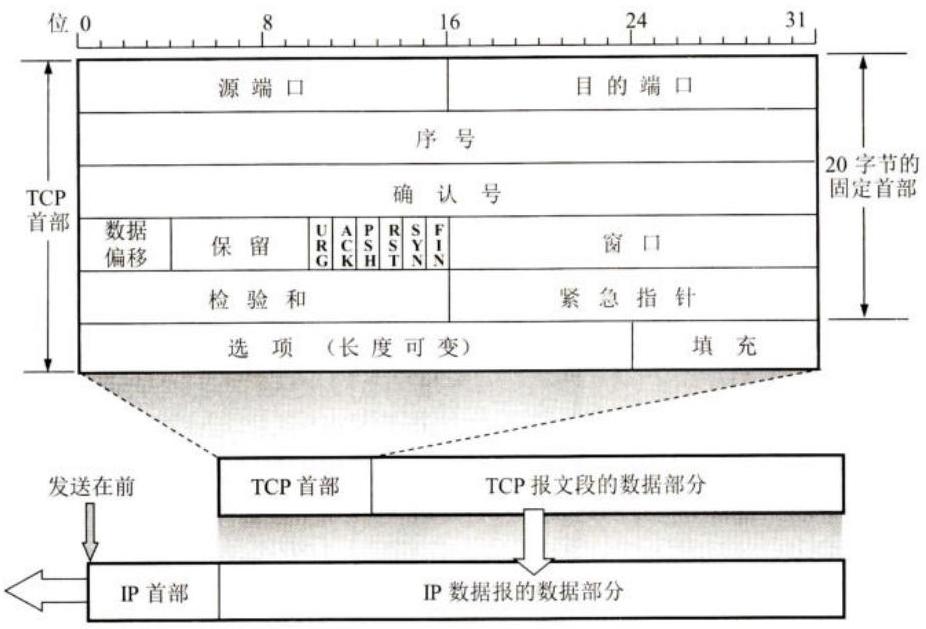 位 0 8 16 24 31
源端口 目的端口
序号
确认号
TCP
首部
20 字节的
固定首部
数据
偏移
保留
URG
ACK
PSH
RST
SYN
FIN
窗口
检验和 紧急指针
选项 (长度可变) 填充
TCP 首部 TCP 报文段的数据部分
发送在前
IP 首部 IP 数据报的数据部分